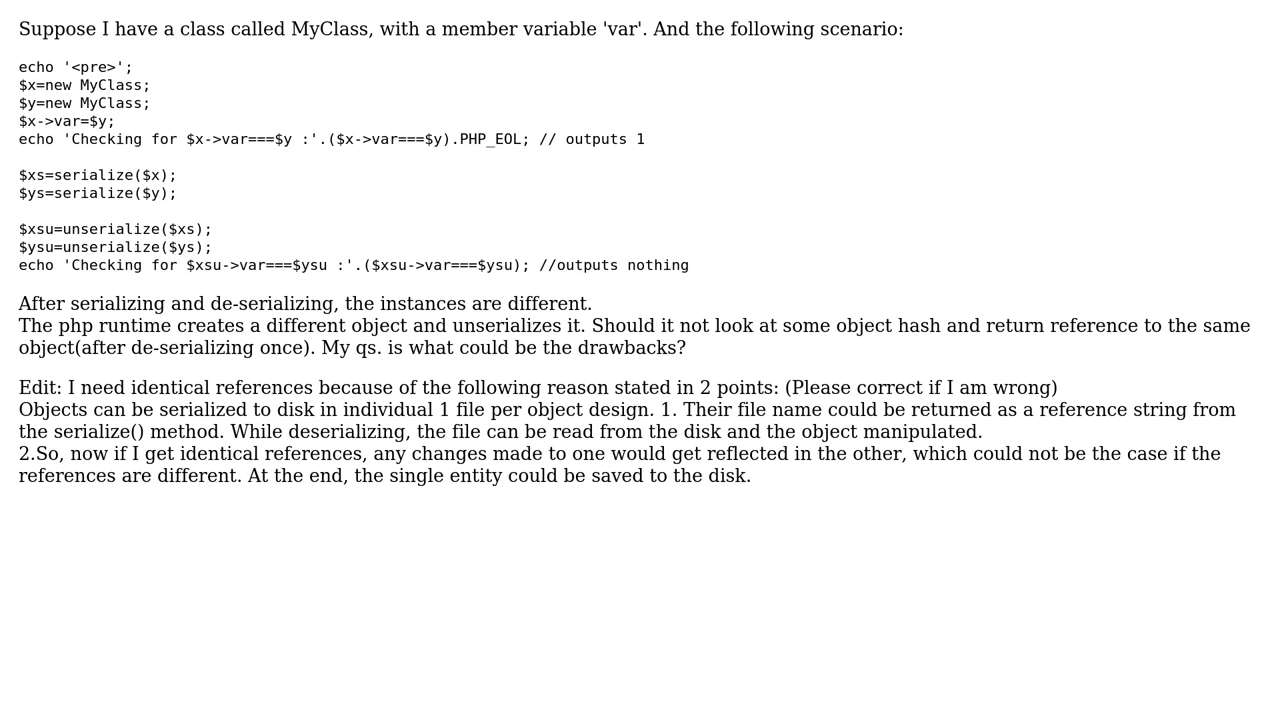 Suppose I have a class called MyClass, with a member variable 'var'. And the following scenario:
echo '<pre>';
$x=new MyClass;
$y=new MyClass;
$x->var=$y;
echo 'Checking for $x->var===$y :'.($x->var===$y).PHP_EOL; // outputs 1
$xs=serialize($x);
$ys=serialize($y);
$xsu=unserialize($xs);
$ysu=unserialize($ys);
echo 'Checking for $xsu->var===$ysu :'.($xsu->var===$ysu); //outputs nothing
After serializing and de-serializing, the instances are different.
The php runtime creates a different object and unserializes it. Should it not look at some object hash and return reference to the same
object(after de-serializing once). My qs. is what could be the drawbacks?
Edit: I need identical references because of the following reason stated in 2 points: (Please correct if I am wrong)
Objects can be serialized to disk in individual 1 file per object design. 1. Their file name could be returned as a reference string from
the serialize() method. While deserializing, the file can be read from the disk and the object manipulated.
2.So, now if I get identical references, any changes made to one would get reflected in the other, which could not be the case if the
references are different. At the end, the single entity could be saved to the disk.